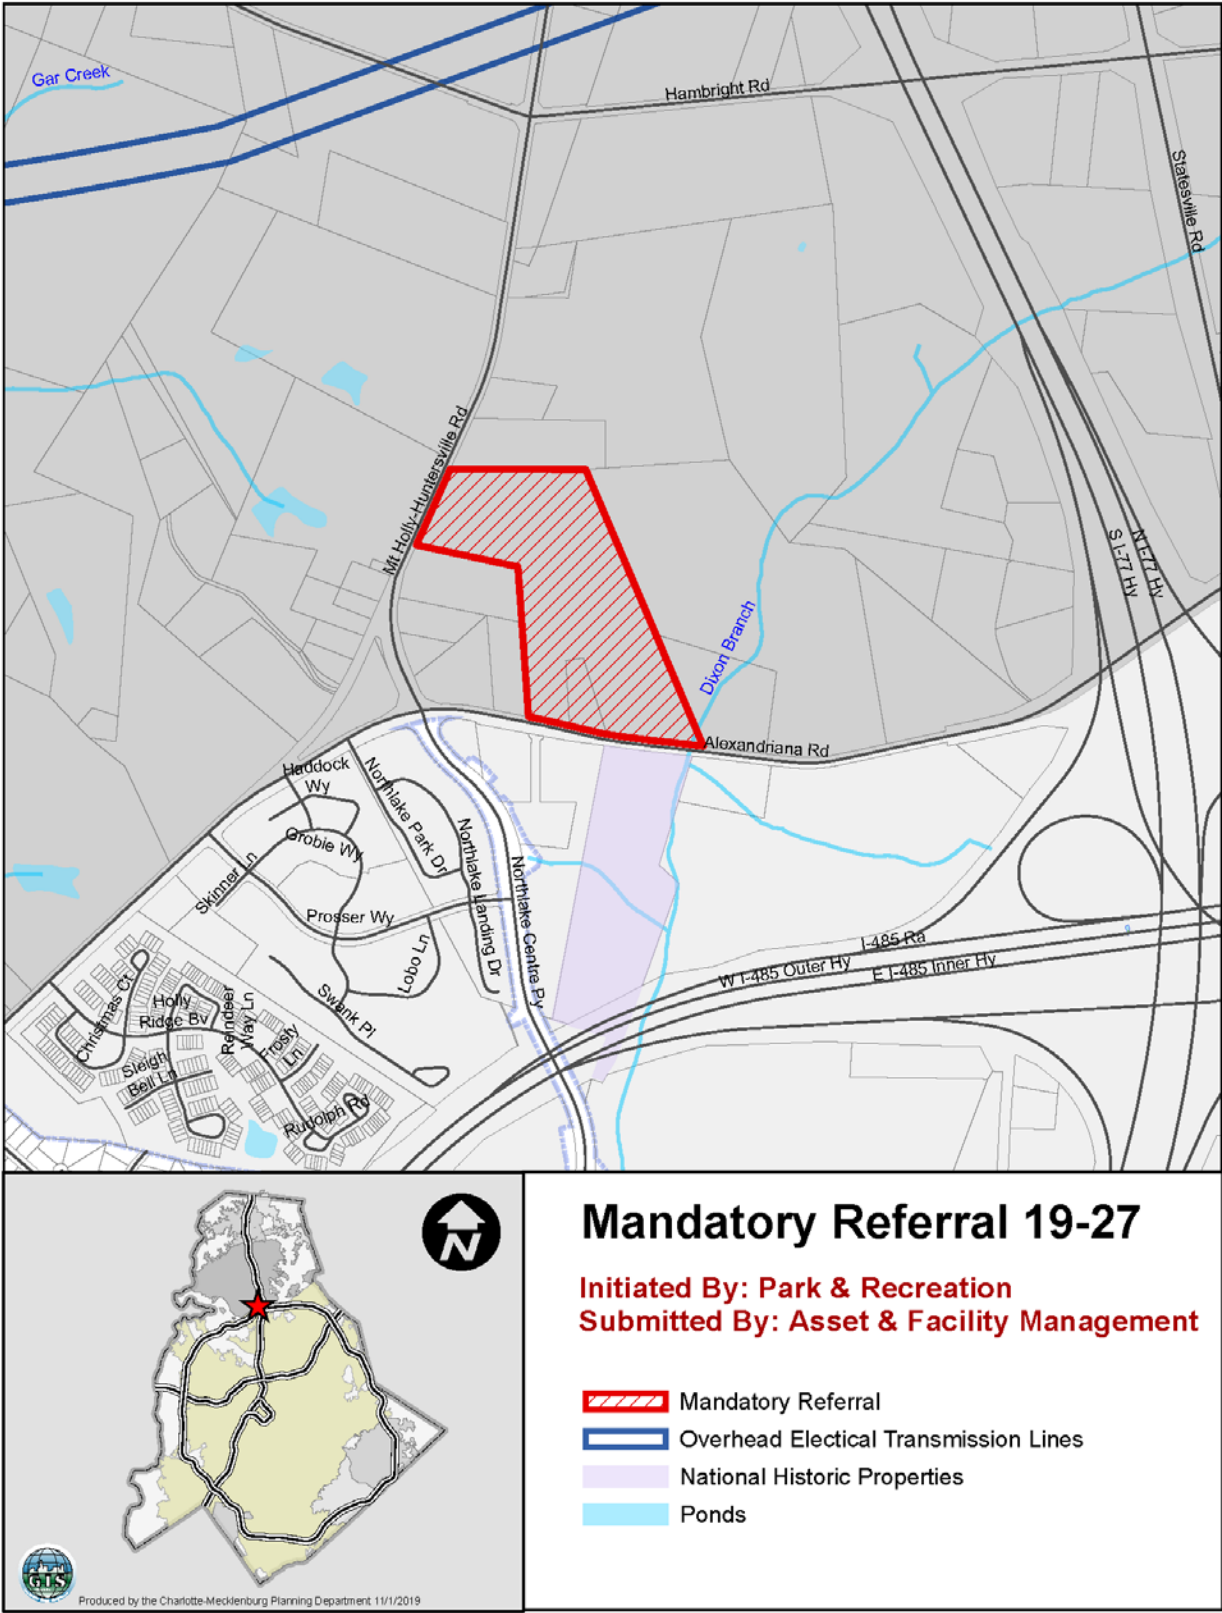 Gar Creek
Hambright Rd
Statesville Rd
Mt Holly-Huntersville Rd
S I-77 Hy
N I-77 Hy
Dixon Branch
Alexandriana Rd
Haddock
Wy
Northlake Park Dr
Grobie Wy
Northlake Landing Dr
Northlake Centre Py
Skinner Ln
Prosser Wy
Lobo Ln
I-485 Ra
W I-485 Outer Hy
E I-485 Inner Hy
Christmas Ct
Holly
Ridge Bv
Reindeer
Way Ln
Swank Pl
Frosty
Ln
Sleigh
Bell Ln
Rudolph Rd
N
Mandatory Referral 19-27
Initiated By: Park & Recreation
Submitted By: Asset & Facility Management
Mandatory Referral
Overhead Electical Transmission Lines
National Historic Properties
Ponds
GIS
Produced by the Charlotte-Mecklenburg Planning Department 11/1/2019